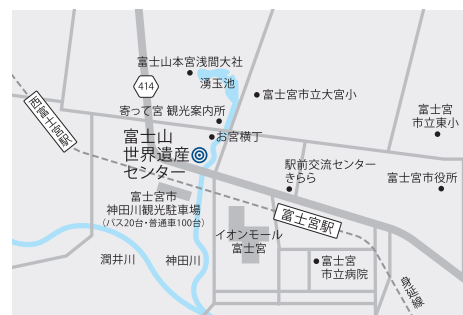 富士山本宮浅間大社
414
湧玉池
富士宮市立大宮小
寄って宮 観光案内所
富士宮
市立東小
西富士宮駅
お宮横丁
富士山
世界遺産
センター
駅前交流センター
きらら
富士宮市役所
富士宮市
神田川観光駐車場
(バス20台・普通車100台)
富士宮駅
イオンモール
富士宮
潤井川
神田川
富士宮
市立病院
身延線